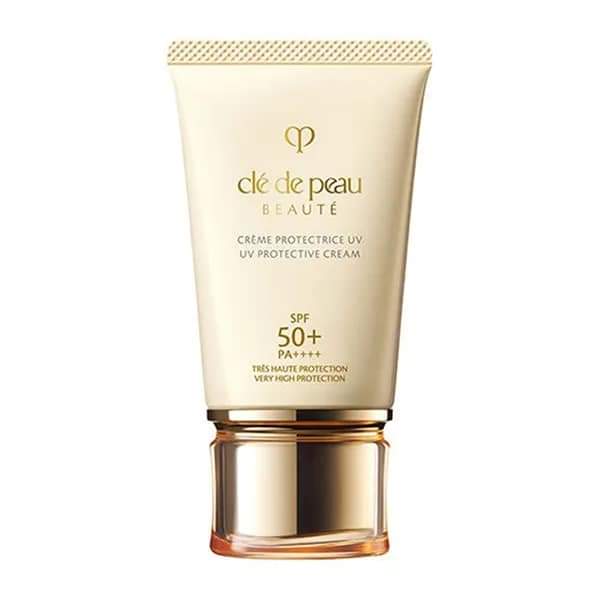 clé de peau
BEAUTÉ
CRÈME PROTECTRICE UV
UV PROTECTIVE CREAM
SPF
50+
PA++++
TRÈS HAUTE PROTECTION
VERY HIGH PROTECTION